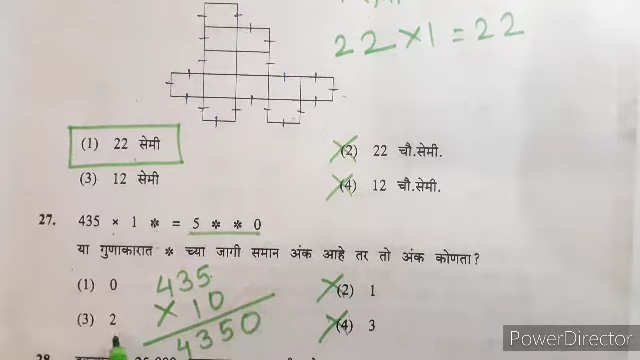 22 × 1 = 22
(1) 22 सेमी
(2) 22 चौ.सेमी.
(3) 12 सेमी
(4) 12 चौ.सेमी.
27. 435 × 1 * = 5 * * 0
या गुणाकारात * च्या जागी समान अंक आहे तर तो अंक कोणता?
(1) 0
(2) 1
(3) 2
(4) 3
435
× 10
4350
PowerDirector